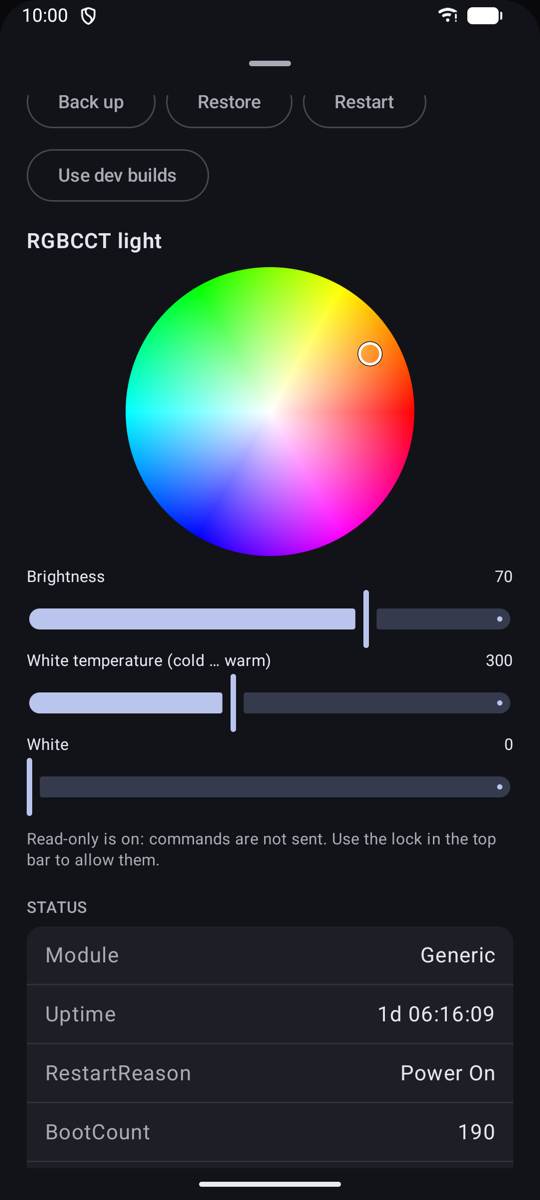 10:00
Back up Restore Restart
Use dev builds
RGBCCT light
Brightness 70
White temperature (cold … warm) 300
White 0
Read-only is on: commands are not sent. Use the lock in the top
bar to allow them.
STATUS
Module Generic
Uptime 1d 06:16:09
RestartReason Power On
BootCount 190